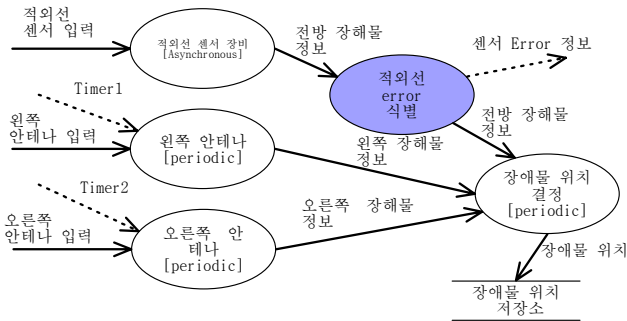 적외선
센서 입력
적외선 센서 장비
[Asynchronous]
전방 장해물
정보
센서 Error 정보
적외선
error
식별
Timer1
왼쪽
안테나 입력
왼쪽 안테나
[periodic]
왼쪽 장해물
정보
전방 장해물
정보
Timer2
오른쪽
안테나 입력
오른쪽 안
테나
[periodic]
오른쪽 장해물
정보
장애물 위치
결정
[periodic]
장애물 위치
장애물 위치
저장소